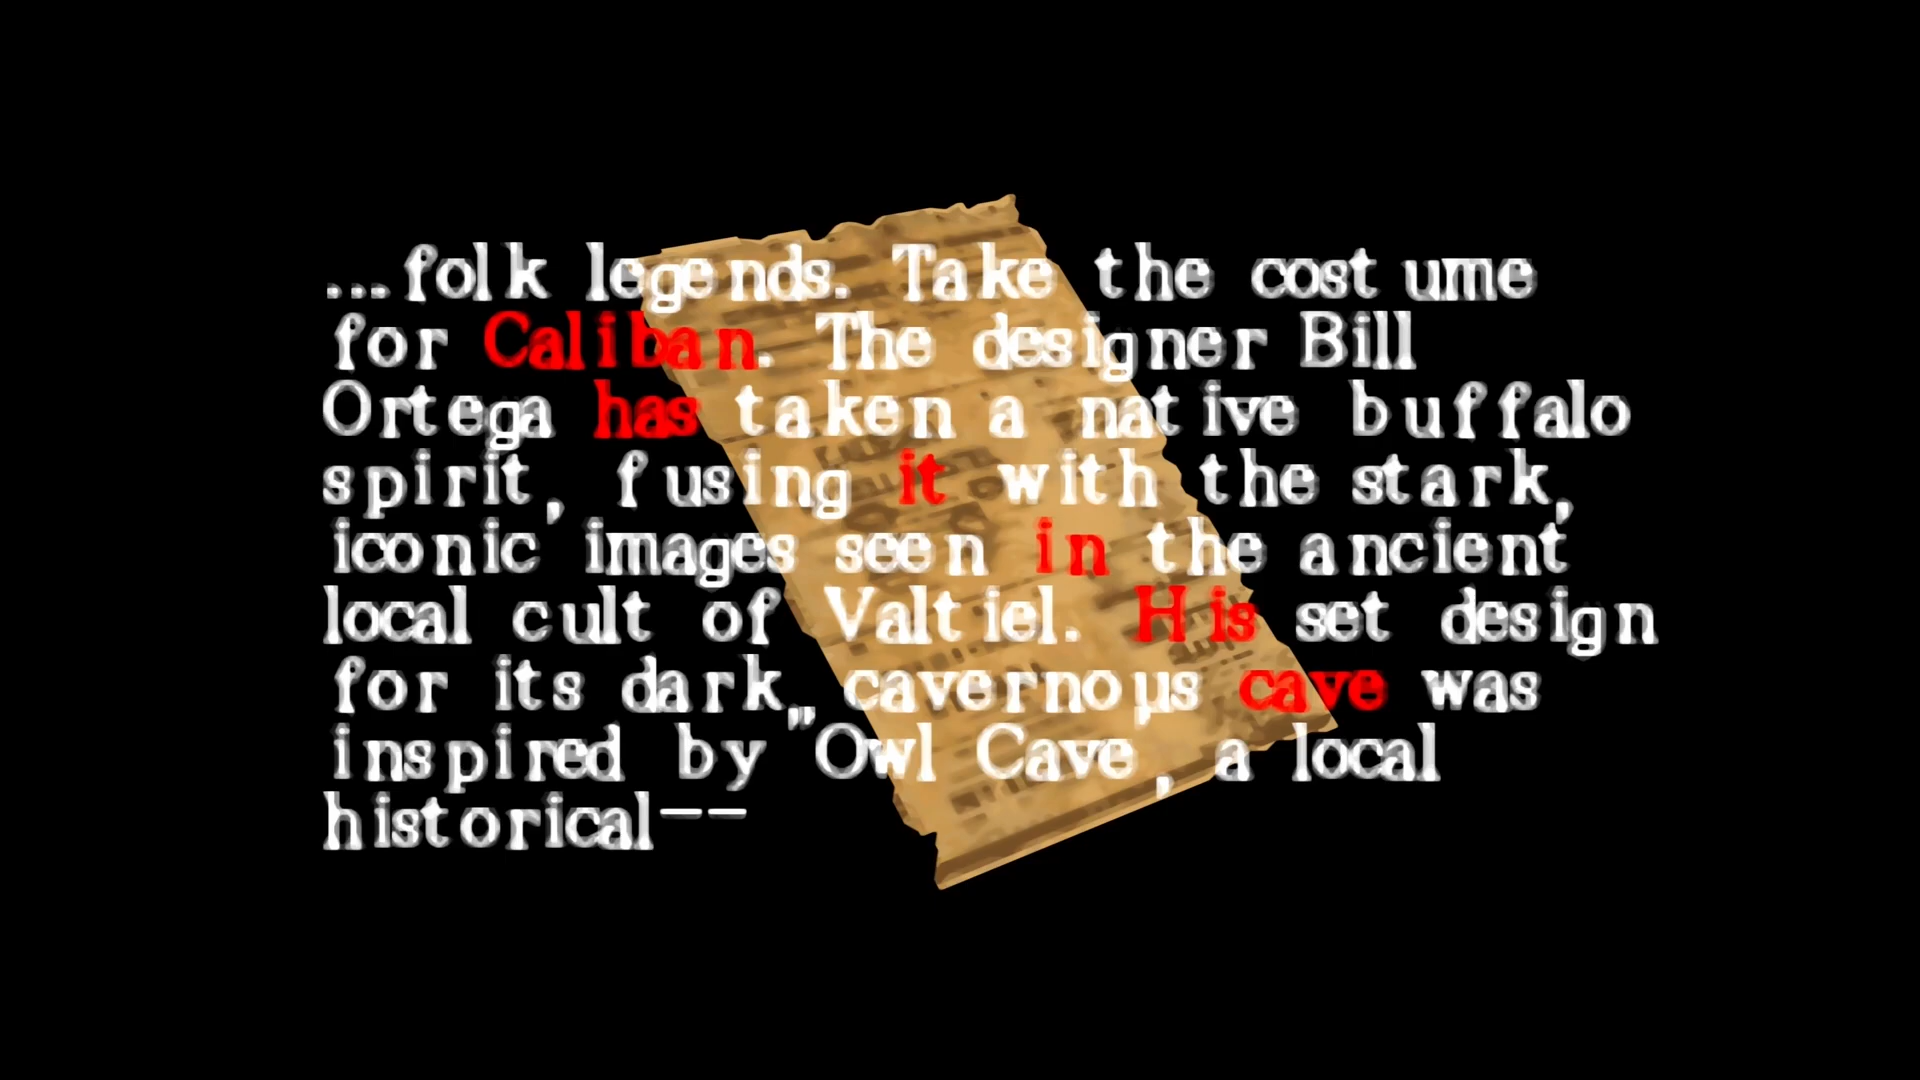 ...folk legends. Take the costume
for Caliban. The designer Bill
Ortega has taken a native buffalo
spirit, fusing it with the stark,
iconic images seen in the ancient
local cult of Valtiel. His set design
for its dark, cavernous cave was
inspired by "Owl Cave", a local
historical--